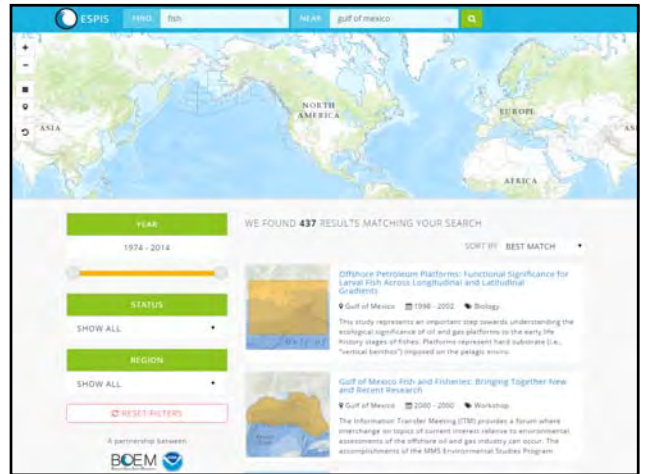 ESPIS FIND fish NEAR gulf of mexico
NORTH
AMERICA
EUROPE
ASIA
AFRICA
YEAR
1974 - 2014
STATUS
SHOW ALL
REGION
SHOW ALL
RESET FILTERS
A partnership between
BOEM
WE FOUND 437 RESULTS MATCHING YOUR SEARCH
SORT BY BEST MATCH
Offshore Petroleum Platforms: Functional Significance for
Larval Fish Across Longitudinal and Latitudinal
Gradients
Gulf of Mexico 1998 - 2002 Biology
This study represents an important step towards understanding the
ecological significance of oil and gas platforms to the early life
history stages of fishes. Platforms represent hard substrate (i.e.,
"vertical benthos") imposed on the pelagic enviro
Gulf of Mexico Fish and Fisheries: Bringing Together New
and Recent Research
Gulf of Mexico 2000 - 2000 Workshop
The Information Transfer Meeting (ITM) provides a forum where
interchange on topics of current interest relative to environmental
assessments of the offshore oil and gas industry can occur. The
accomplishments of the MMS Environmental Studies Program